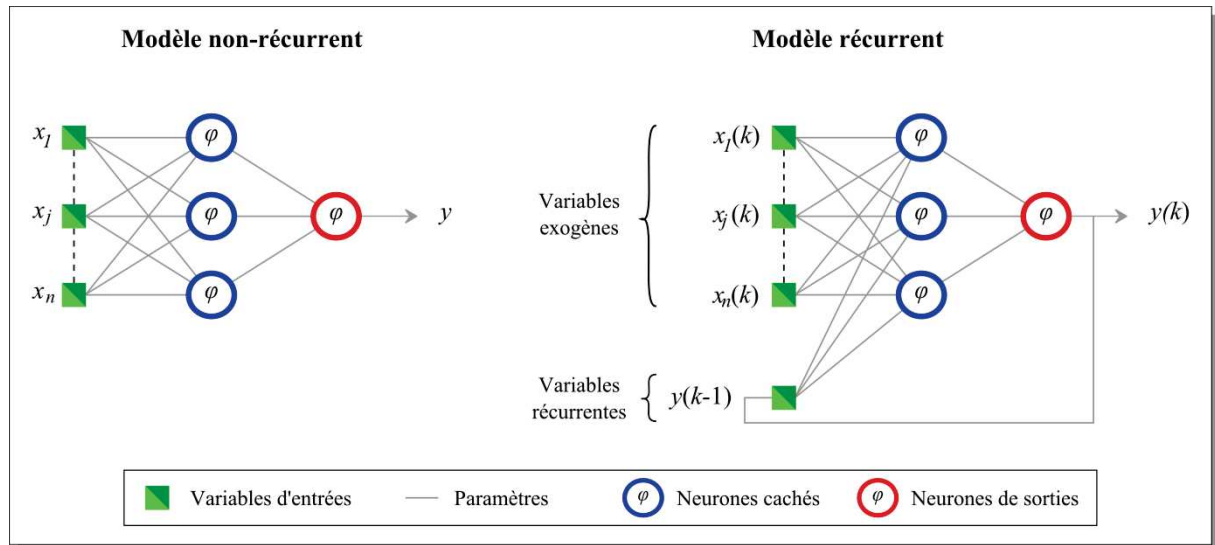 Modèle non-récurrent
x1
xj
xn
φ
φ
φ
φ
y
Modèle récurrent
Variables
exogènes
x1(k)
xj(k)
xn(k)
φ
φ
φ
φ
y(k)
Variables
récurrentes
y(k-1)
Variables d'entrées
Paramètres
φ Neurones cachés
φ Neurones de sorties